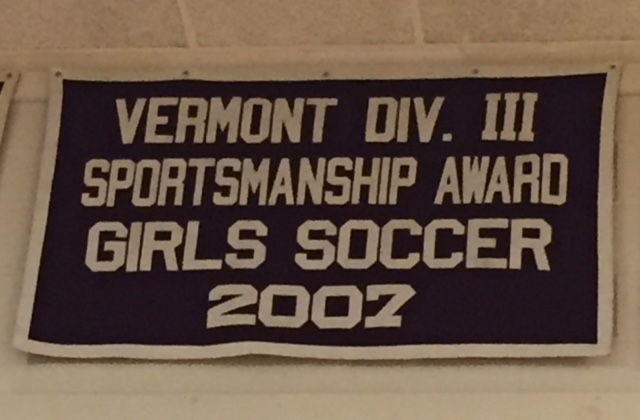 VERMONT DIV. III
SPORTSMANSHIP AWARD
GIRLS SOCCER
2007